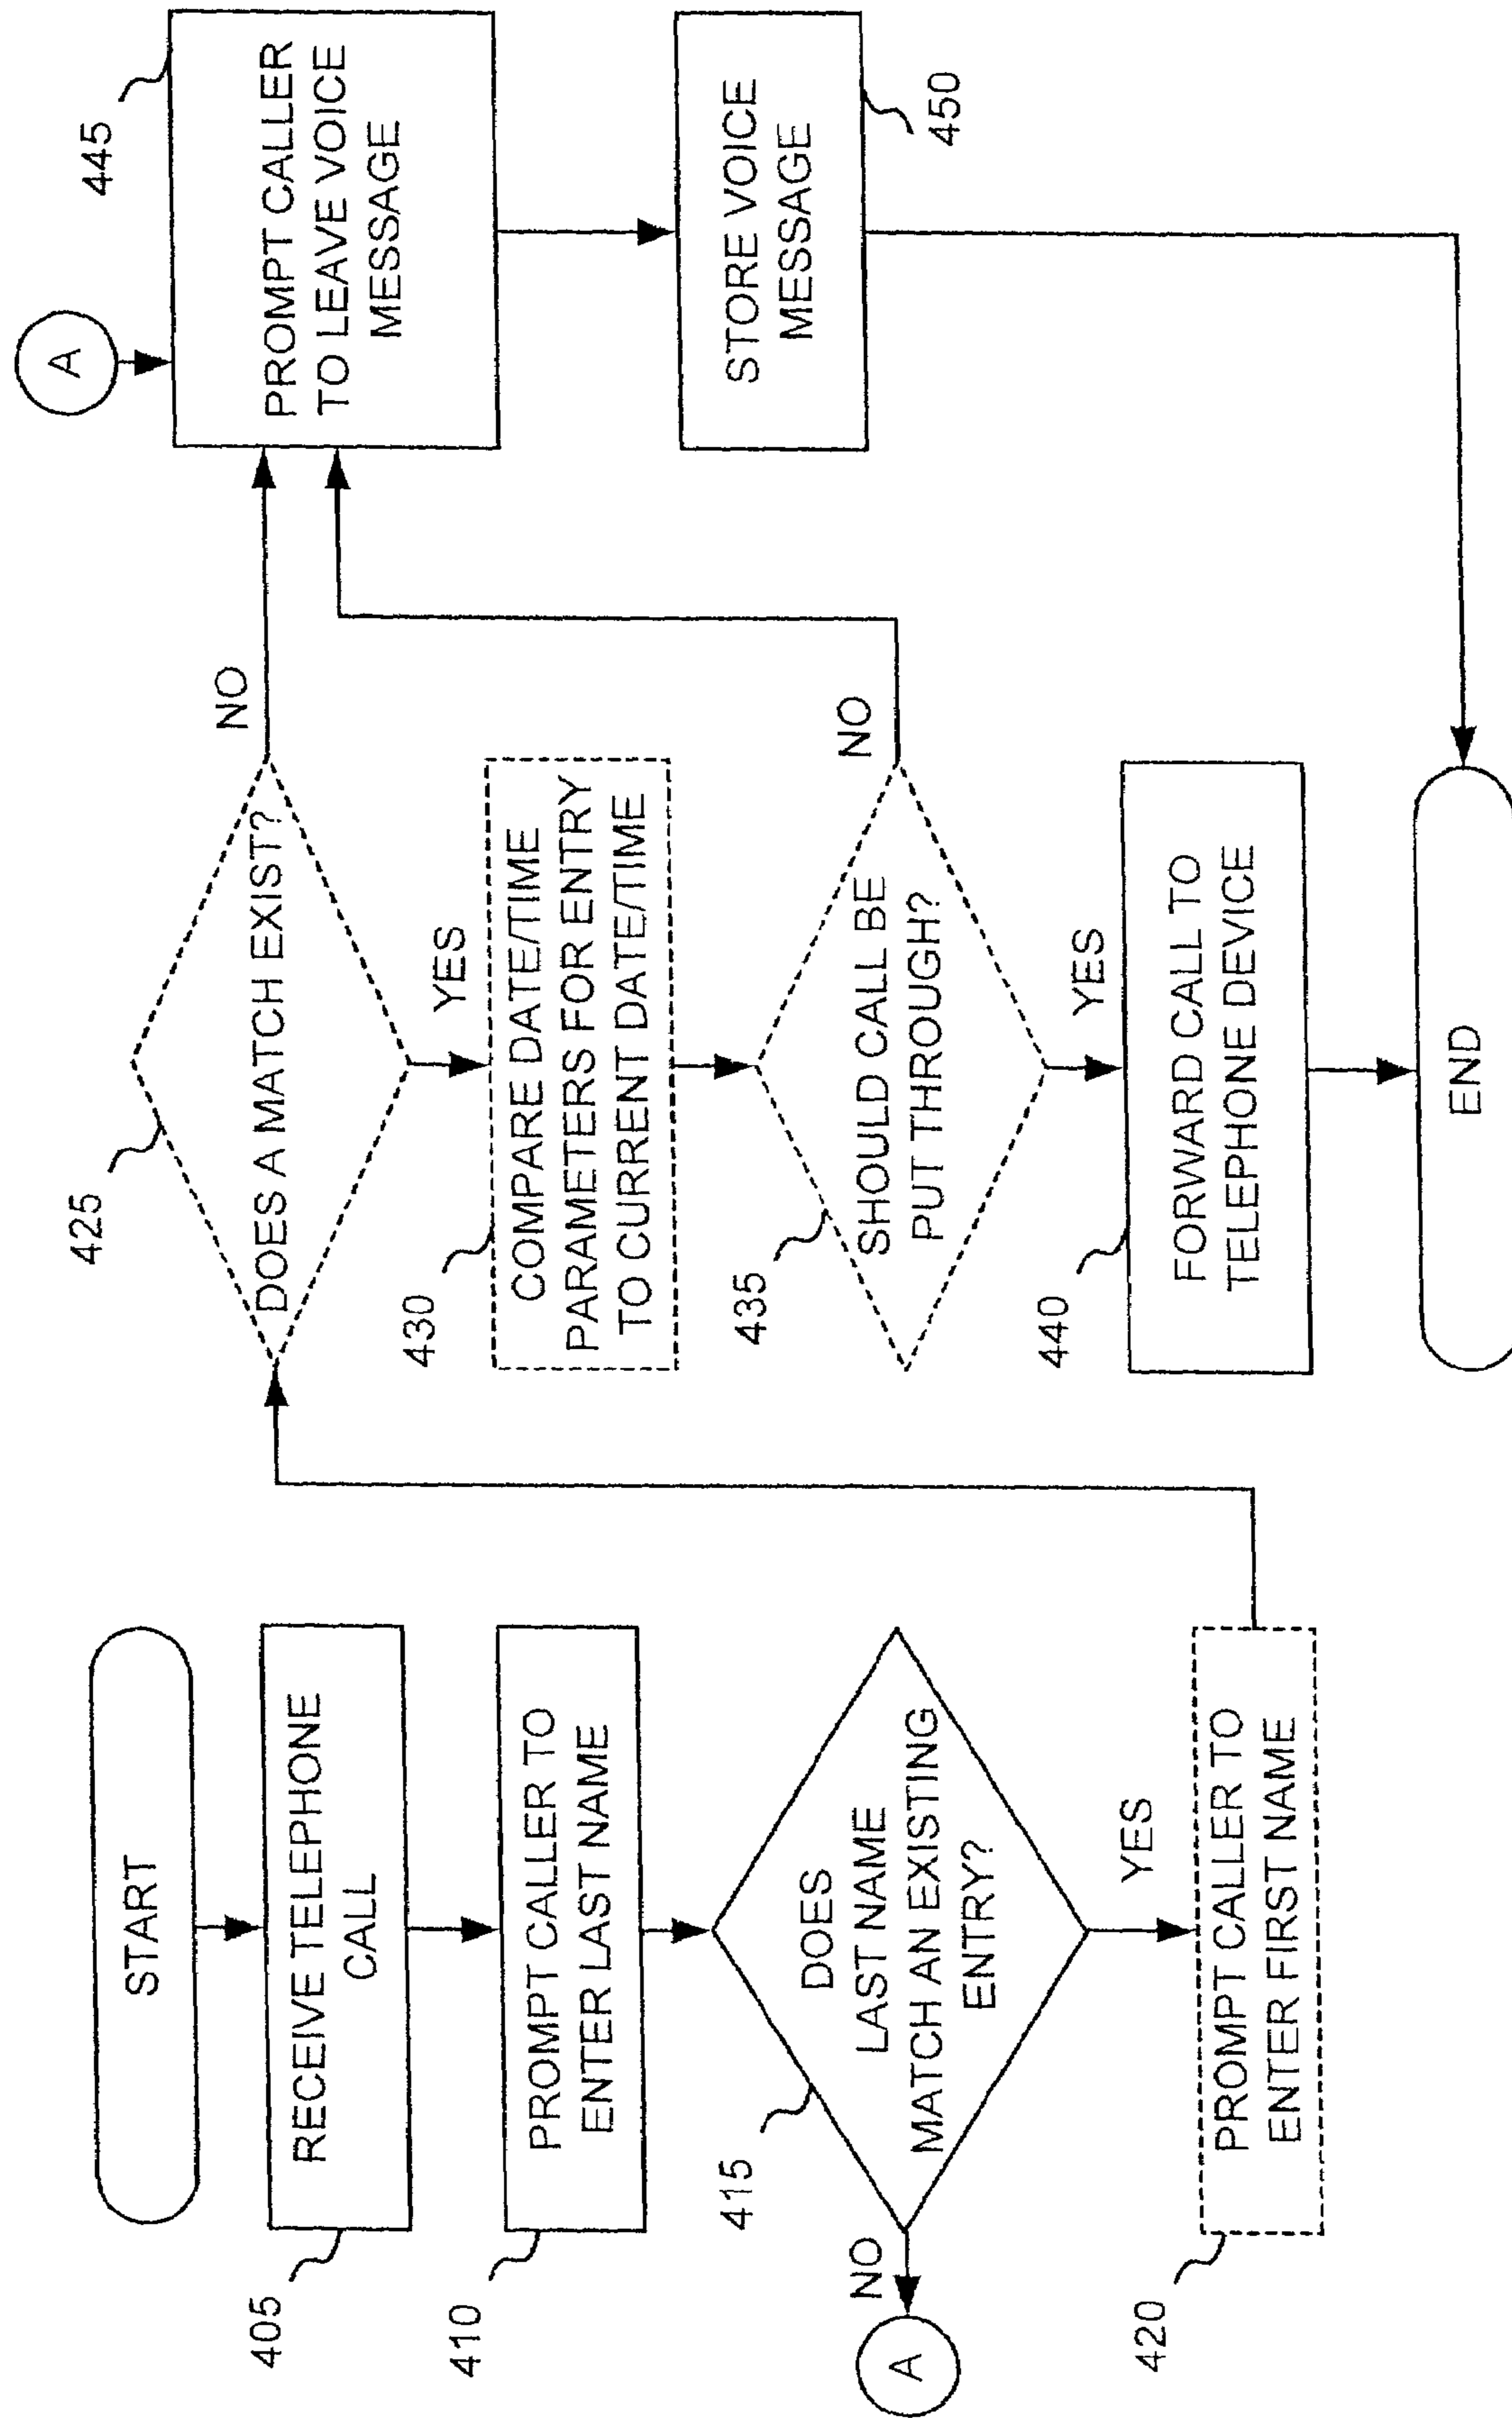 START
405
RECEIVE TELEPHONE
CALL
410
PROMPT CALLER TO
ENTER LAST NAME
415
DOES
LAST NAME
MATCH AN EXISTING
ENTRY?
NO
A
YES
420
PROMPT CALLER TO
ENTER FIRST NAME
425
DOES A MATCH EXIST?
NO
YES
430
COMPARE DATE/TIME
PARAMETERS FOR ENTRY
TO CURRENT DATE/TIME
435
SHOULD CALL BE
PUT THROUGH?
NO
YES
440
FORWARD CALL TO
TELEPHONE DEVICE
END
A
445
PROMPT CALLER
TO LEAVE VOICE
MESSAGE
STORE VOICE
MESSAGE
450